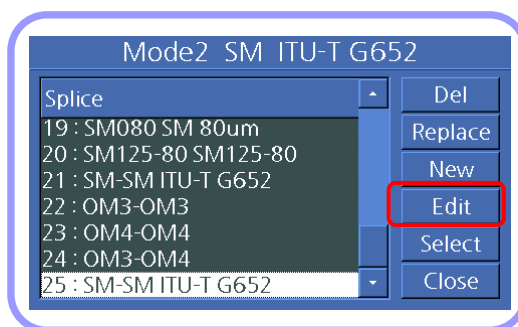 Mode2 SM ITU-T G652
Splice
19 : SM080 SM 80um
20 : SM125-80 SM125-80
21 : SM-SM ITU-T G652
22 : OM3-OM3
23 : OM4-OM4
24 : OM3-OM3
25 : SM-SM ITU-T G652
Del
Replace
New
Edit
Select
Close